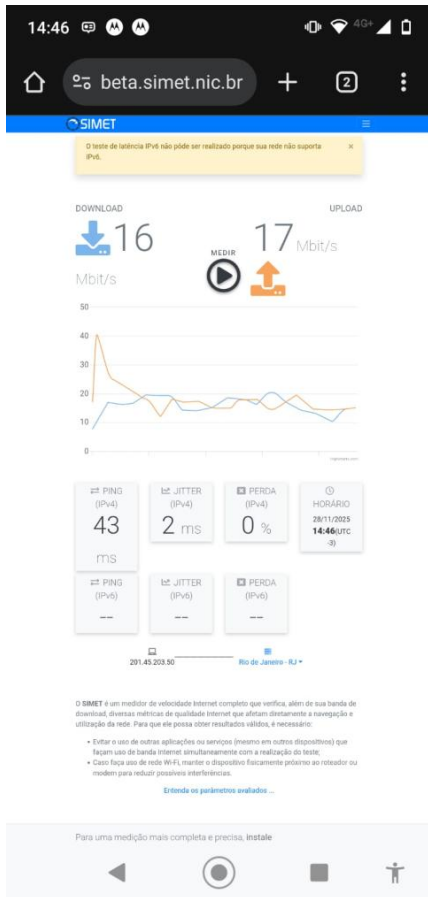 14:46
4G+
beta.simet.nic.br
2
SIMET
O teste de latência IPv6 não pôde ser realizado porque sua rede não suporta
IPv6.
×
DOWNLOAD
UPLOAD
16
Mbit/s
MEDIR
17 Mbit/s
50
40
30
20
10
0
PING
(IPv4)
43
ms
JITTER
(IPv4)
2 ms
PERDA
(IPv4)
0 %
HORÁRIO
28/11/2025
14:46(UTC
-3)
PING
(IPv6)
--
JITTER
(IPv6)
--
PERDA
(IPv6)
--
201.45.203.50
Rio de Janeiro - RJ
O SIMET é um medidor de velocidade Internet completo que verifica, além de sua banda de
download, diversas métricas de qualidade Internet que afetam diretamente a navegação e
utilização da rede. Para que ele possa obter resultados válidos, é necessário:
• Evitar o uso de outras aplicações ou serviços (mesmo em outros dispositivos) que
façam uso de banda Internet simultaneamente com a realização do teste;
• Caso faça uso de rede Wi-Fi, manter o dispositivo fisicamente próximo ao roteador ou
modem para reduzir possíveis interferências.
Entenda os parâmetros avaliados ...
Para uma medição mais completa e precisa, instale